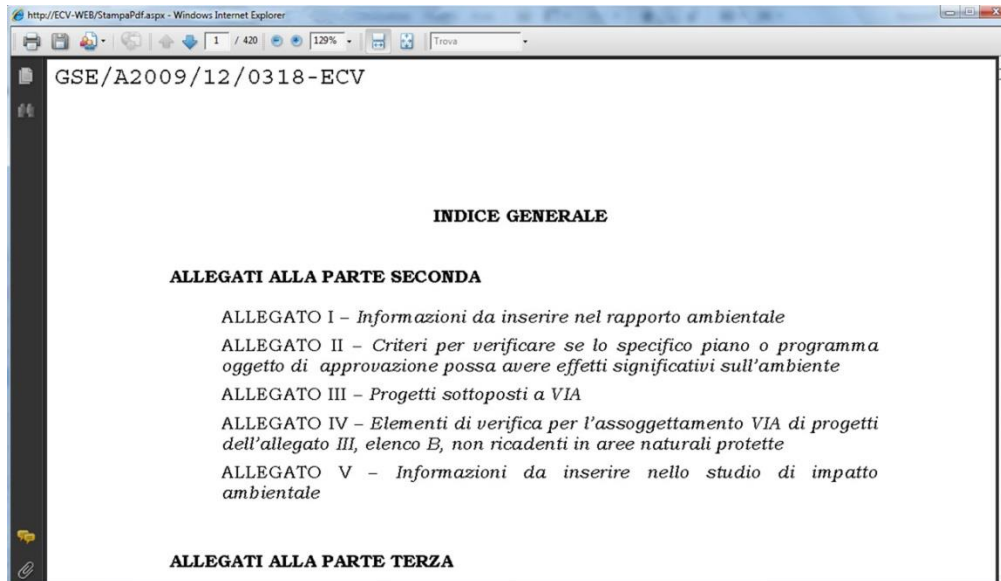 http://ECV-WEB/StampaPdf.aspx - Windows Internet Explorer
1 / 420 129% Trova
GSE/A2009/12/0318-ECV
INDICE GENERALE
ALLEGATI ALLA PARTE SECONDA
ALLEGATO I – Informazioni da inserire nel rapporto ambientale
ALLEGATO II – Criteri per verificare se lo specifico piano o programma
oggetto di approvazione possa avere effetti significativi sull'ambiente
ALLEGATO III – Progetti sottoposti a VIA
ALLEGATO IV – Elementi di verifica per l'assoggettamento VIA di progetti
dell'allegato III, elenco B, non ricadenti in aree naturali protette
ALLEGATO V – Informazioni da inserire nello studio di impatto
ambientale
ALLEGATI ALLA PARTE TERZA